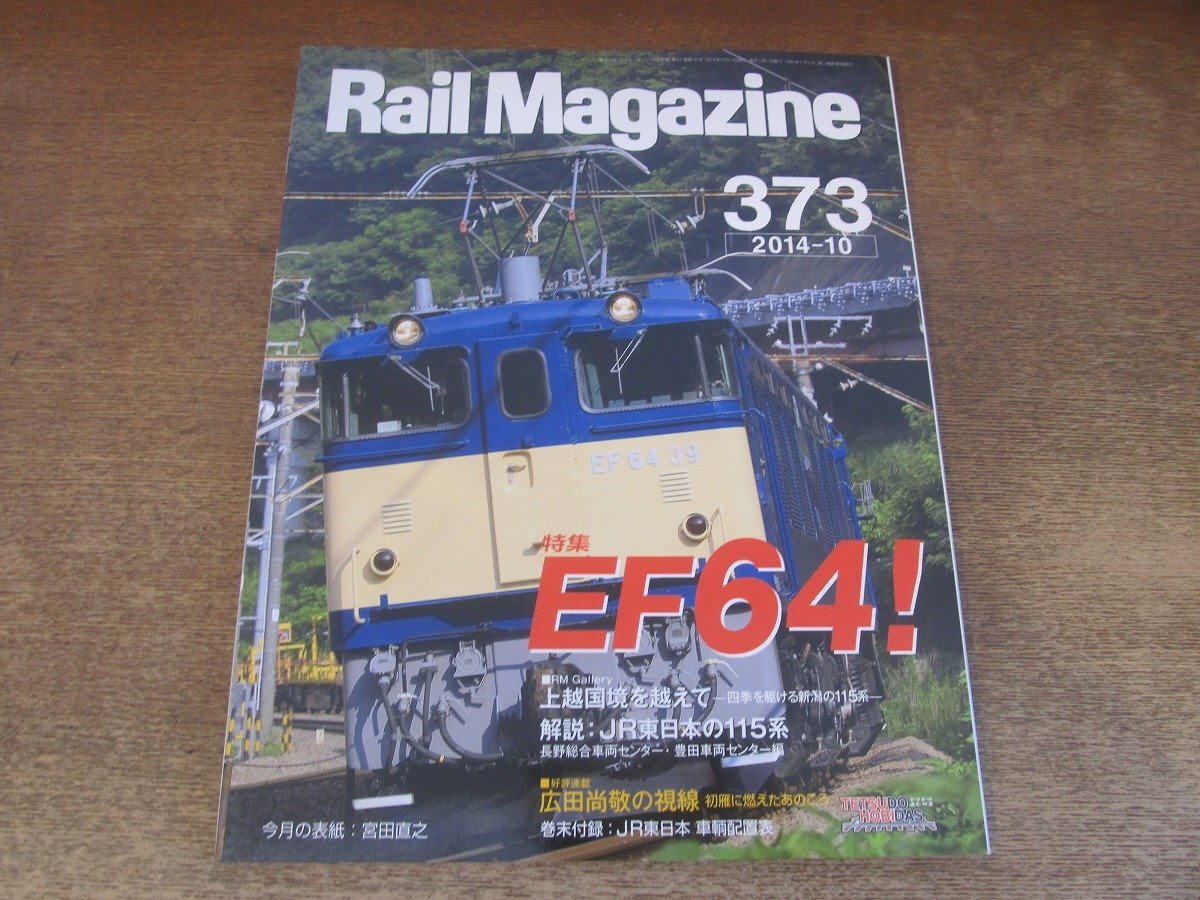 Rail Magazine
373
2014-10
EF 64 39
特集
EF64!
■RM Gallery
上越国境を越えて―四季を駆ける新潟の115系―
解説：JR東日本の115系
長野総合車両センター・豊田車両センター編
■好評連載
広田尚敬の視線 初雁に燃えたあのころ
巻末付録：JR東日本 車輌配置表
今月の表紙：宮田直之
TETSUDO
HOBIDAS